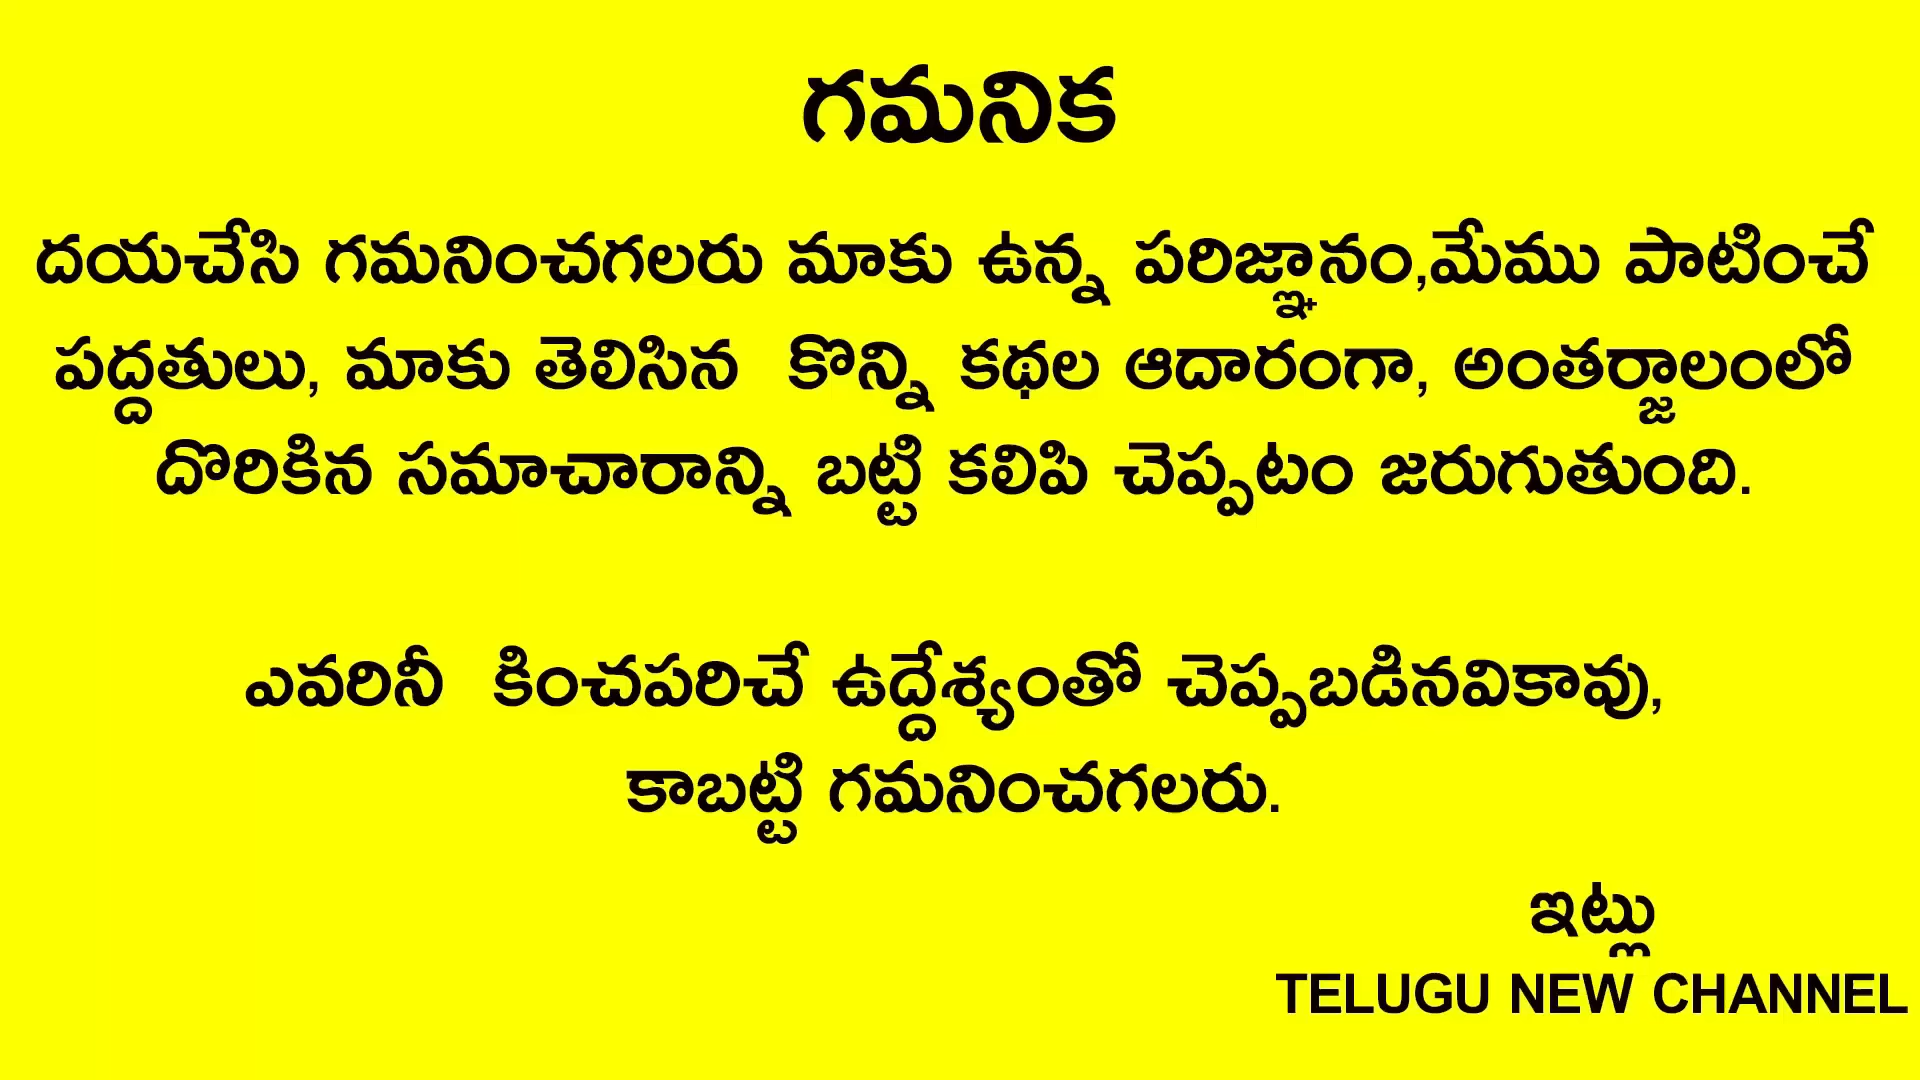 గమనిక
దయచేసి గమనించగలరు మాకు ఉన్న పరిజ్ఞానం,మేము పాటించే
పద్దతులు, మాకు తెలిసిన కొన్ని కథల ఆదారంగా, అంతర్జాలంలో
దొరికిన సమాచారాన్ని బట్టి కలిపి చెప్పటం జరుగుతుంది.
ఎవరినీ కించపరిచే ఉద్దేశ్యంతో చెప్పబడినవికావు,
కాబట్టి గమనించగలరు.
ఇట్లు
TELUGU NEW CHANNEL